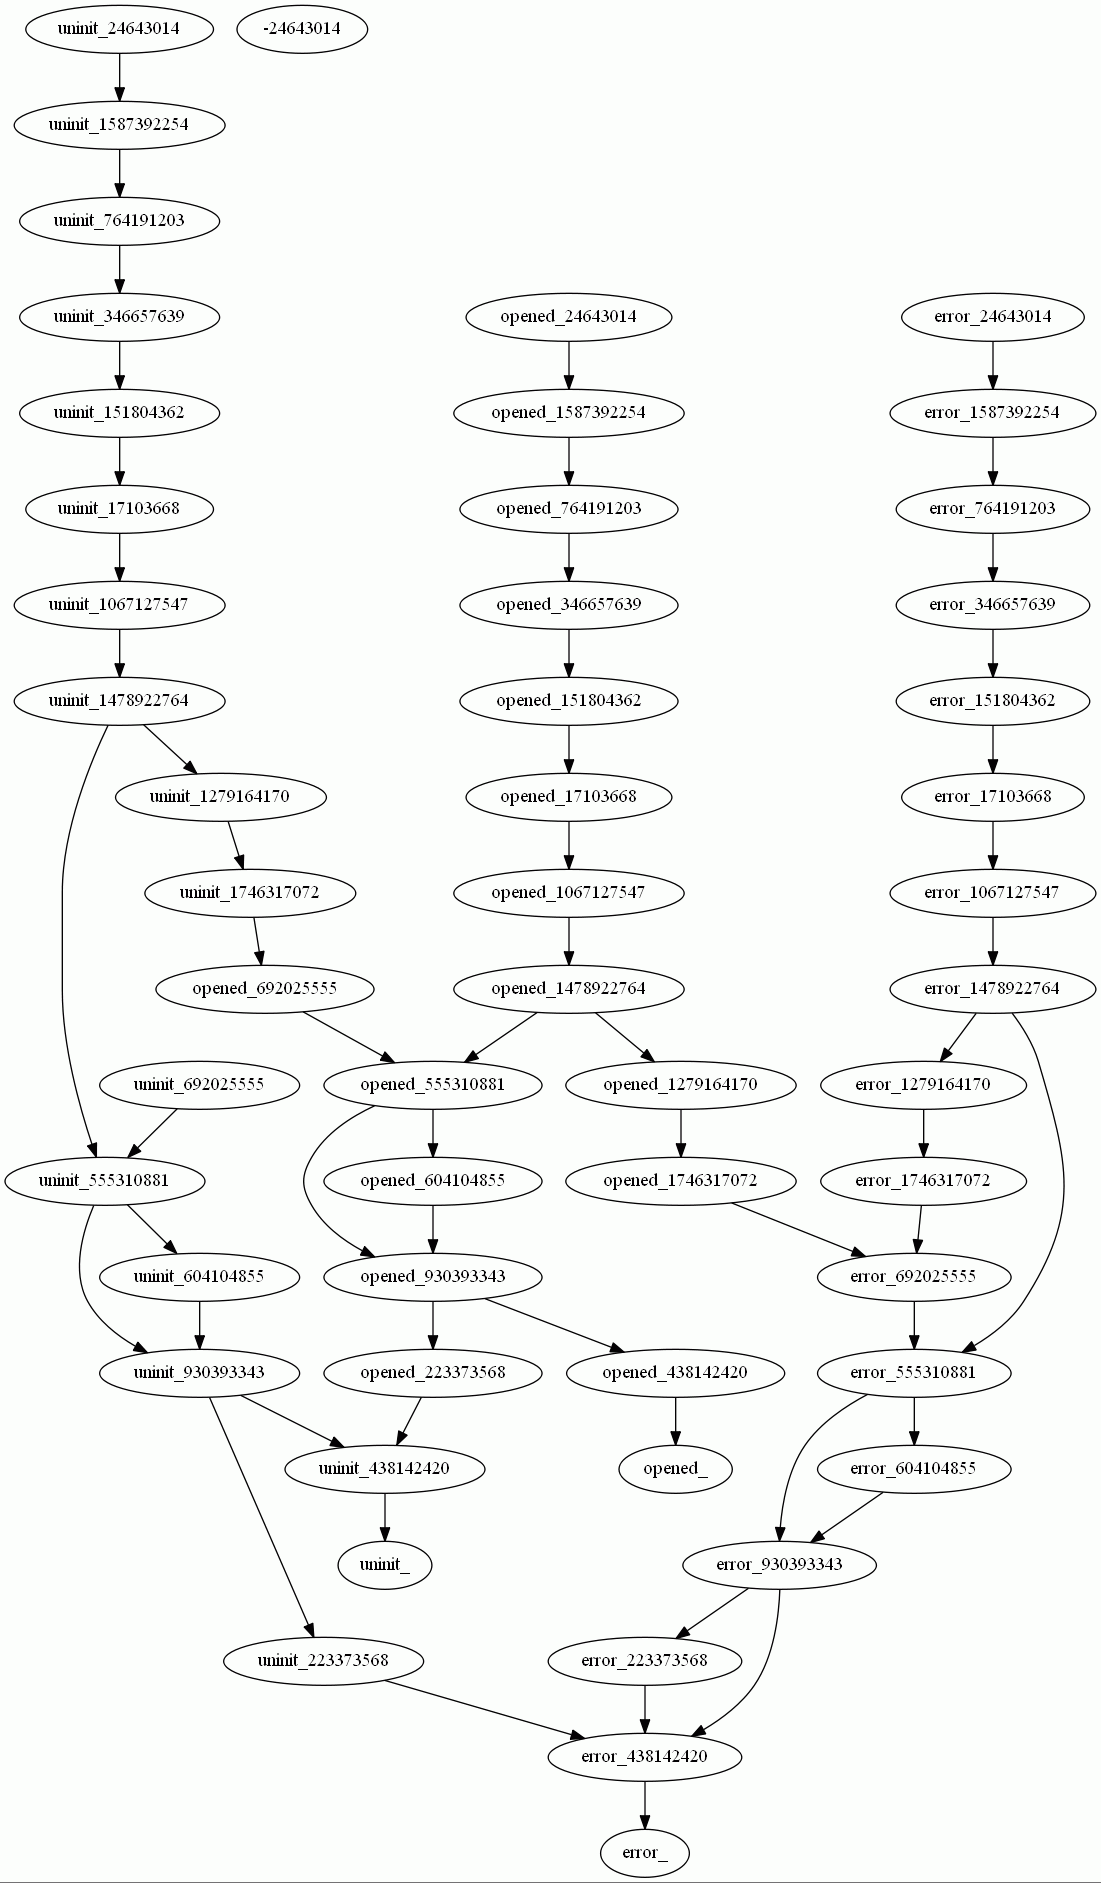 uninit_24643014
-24643014
uninit_1587392254
uninit_764191203
uninit_346657639
opened_24643014
error_24643014
uninit_151804362
opened_1587392254
error_1587392254
uninit_17103668
opened_764191203
error_764191203
uninit_1067127547
opened_346657639
error_346657639
uninit_1478922764
opened_151804362
error_151804362
uninit_1279164170
opened_17103668
error_17103668
uninit_1746317072
opened_1067127547
error_1067127547
opened_692025555
opened_1478922764
error_1478922764
uninit_692025555
opened_555310881
opened_1279164170
error_1279164170
uninit_555310881
opened_604104855
opened_1746317072
error_1746317072
uninit_604104855
opened_930393343
error_692025555
uninit_930393343
opened_223373568
opened_438142420
error_555310881
uninit_438142420
opened_
error_604104855
uninit_
error_930393343
uninit_223373568
error_223373568
error_438142420
error_